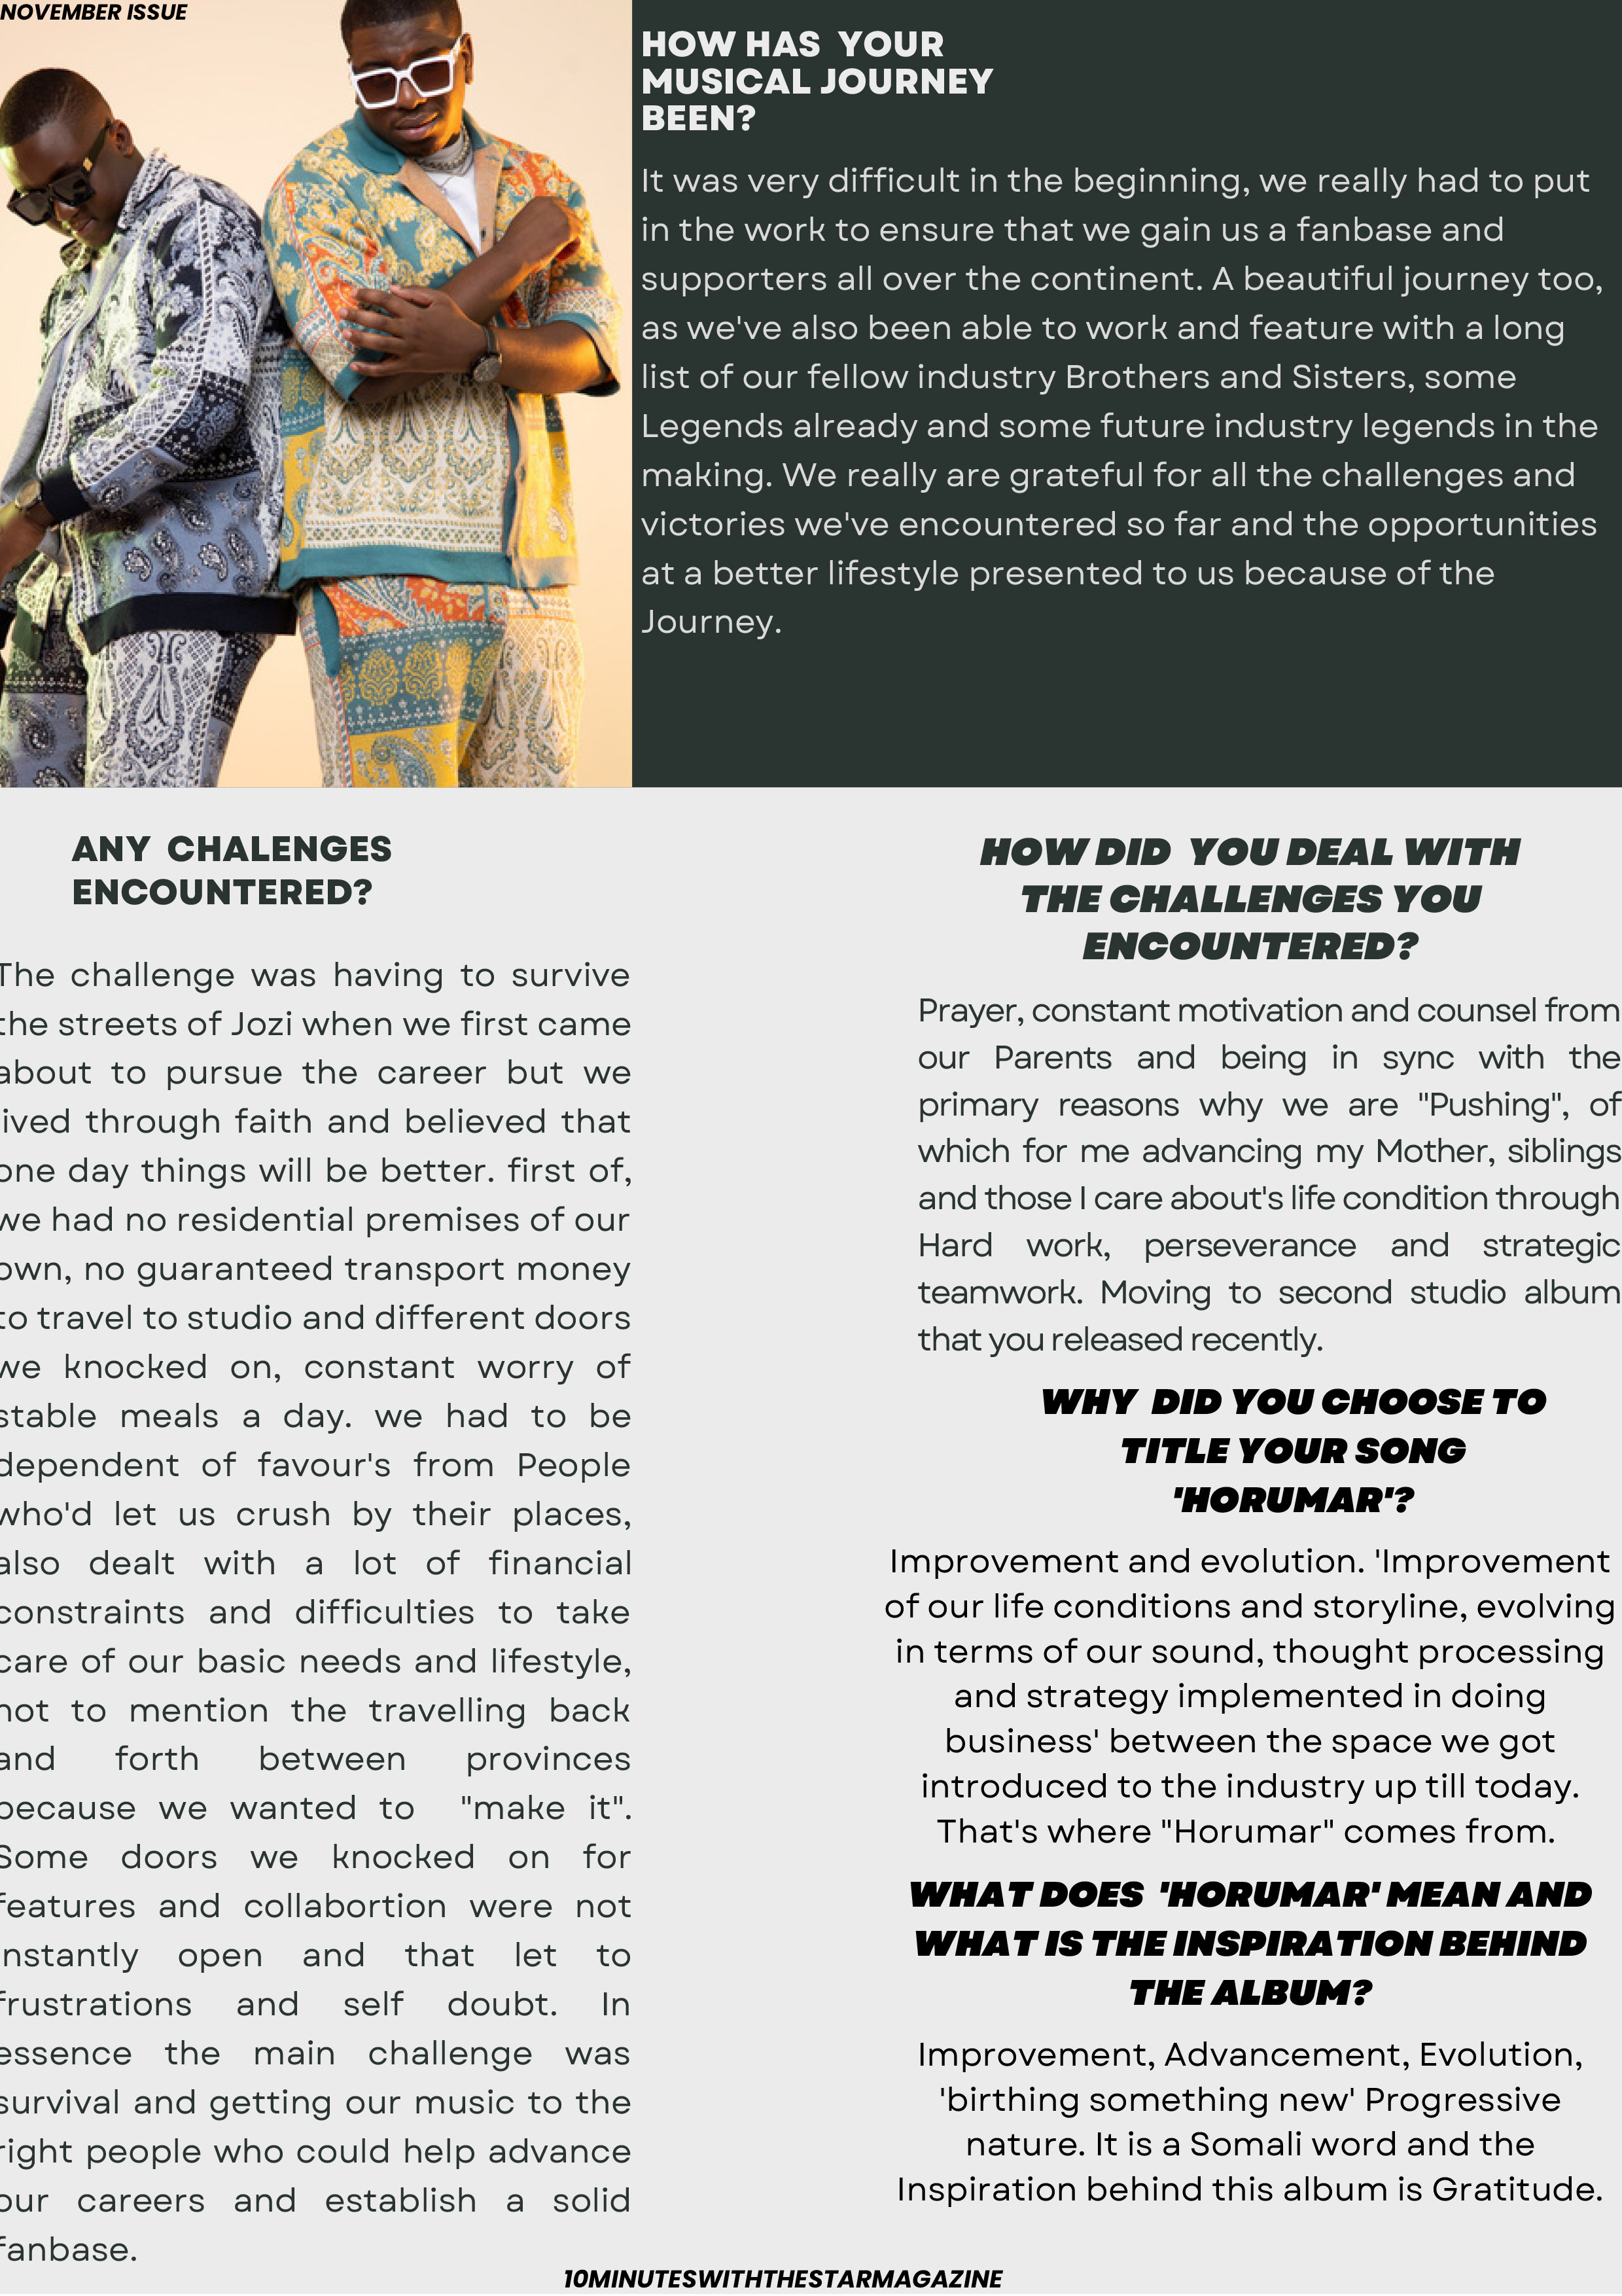 NOVEMBER ISSUE
HOW HAS YOUR
MUSICAL JOURNEY
BEEN?
It was very difficult in the beginning, we really had to put
in the work to ensure that we gain us a fanbase and
supporters all over the continent. A beautiful journey too,
as we've also been able to work and feature with a long
list of our fellow industry Brothers and Sisters, some
Legends already and some future industry legends in the
making. We really are grateful for all the challenges and
victories we've encountered so far and the opportunities
at a better lifestyle presented to us because of the
Journey.
ANY CHALENGES
ENCOUNTERED?
The challenge was having to survive
the streets of Jozi when we first came
about to pursue the career but we
lived through faith and believed that
one day things will be better. first of,
we had no residential premises of our
own, no guaranteed transport money
to travel to studio and different doors
we knocked on, constant worry of
stable meals a day. we had to be
dependent of favour's from People
who'd let us crush by their places,
also dealt with a lot of financial
constraints and difficulties to take
care of our basic needs and lifestyle,
not to mention the travelling back
and forth between provinces
because we wanted to "make it".
Some doors we knocked on for
features and collabortion were not
instantly open and that let to
frustrations and self doubt. In
essence the main challenge was
survival and getting our music to the
right people who could help advance
our careers and establish a solid
fanbase.
HOW DID YOU DEAL WITH
THE CHALLENGES YOU
ENCOUNTERED?
Prayer, constant motivation and counsel from
our Parents and being in sync with the
primary reasons why we are "Pushing", of
which for me advancing my Mother, siblings
and those I care about's life condition through
Hard work, perseverance and strategic
teamwork. Moving to second studio album
that you released recently.
WHY DID YOU CHOOSE TO
TITLE YOUR SONG
'HORUMAR'?
Improvement and evolution. 'Improvement
of our life conditions and storyline, evolving
in terms of our sound, thought processing
and strategy implemented in doing
business' between the space we got
introduced to the industry up till today.
That's where "Horumar" comes from.
WHAT DOES 'HORUMAR' MEAN AND
WHAT IS THE INSPIRATION BEHIND
THE ALBUM?
Improvement, Advancement, Evolution,
'birthing something new' Progressive
nature. It is a Somali word and the
Inspiration behind this album is Gratitude.
10MINUTESWITHTHESTARMAGAZINE